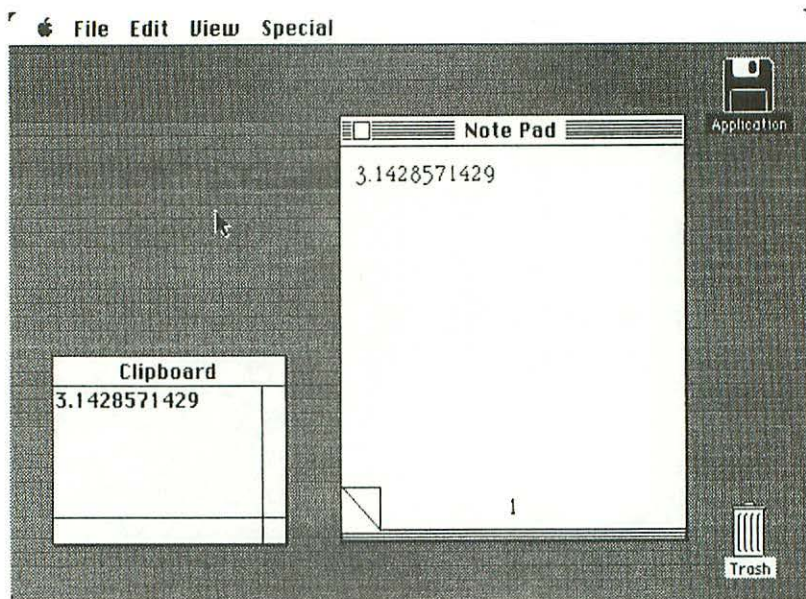 File Edit View Special
Application
Note Pad
3.1428571429
Clipboard
3.1428571429
1
Trash